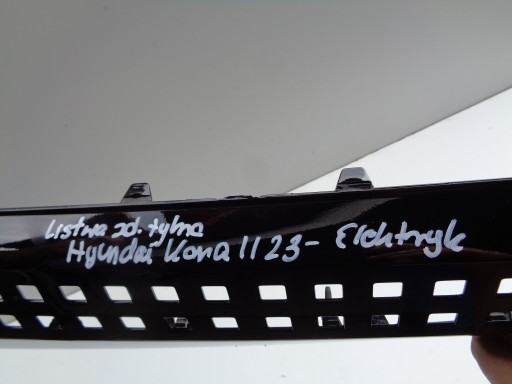 Listwa zd. tylna
Hyundai Kona II 23- Elektryk